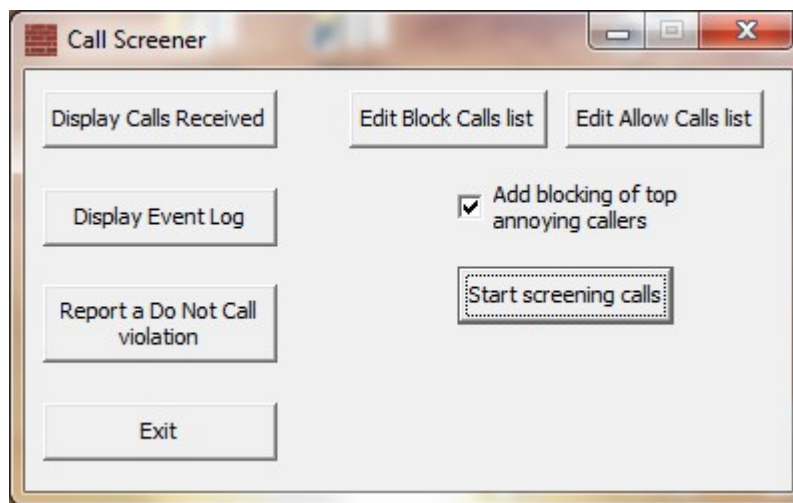 Call Screener
Display Calls Received
Edit Block Calls list
Edit Allow Calls list
Display Event Log
Add blocking of top
annoying callers
Start screening calls
Report a Do Not Call
violation
Exit